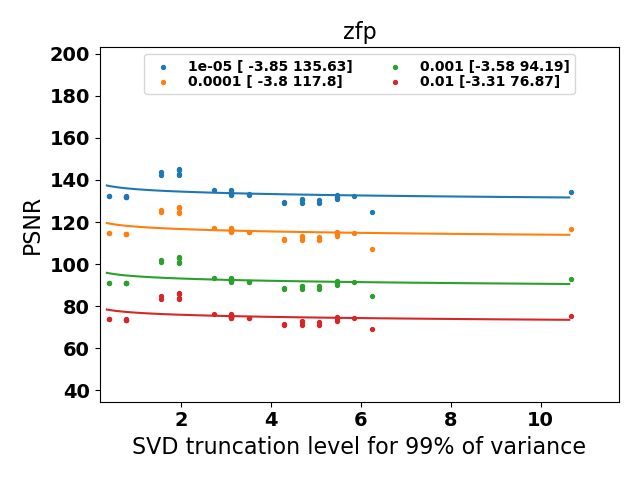 zfp
1e-05 [ -3.85 135.63]
0.0001 [ -3.8 117.8]
0.001 [-3.58 94.19]
0.01 [-3.31 76.87]
PSNR
200
180
160
140
120
100
80
60
40
2 4 6 8 10
SVD truncation level for 99% of variance